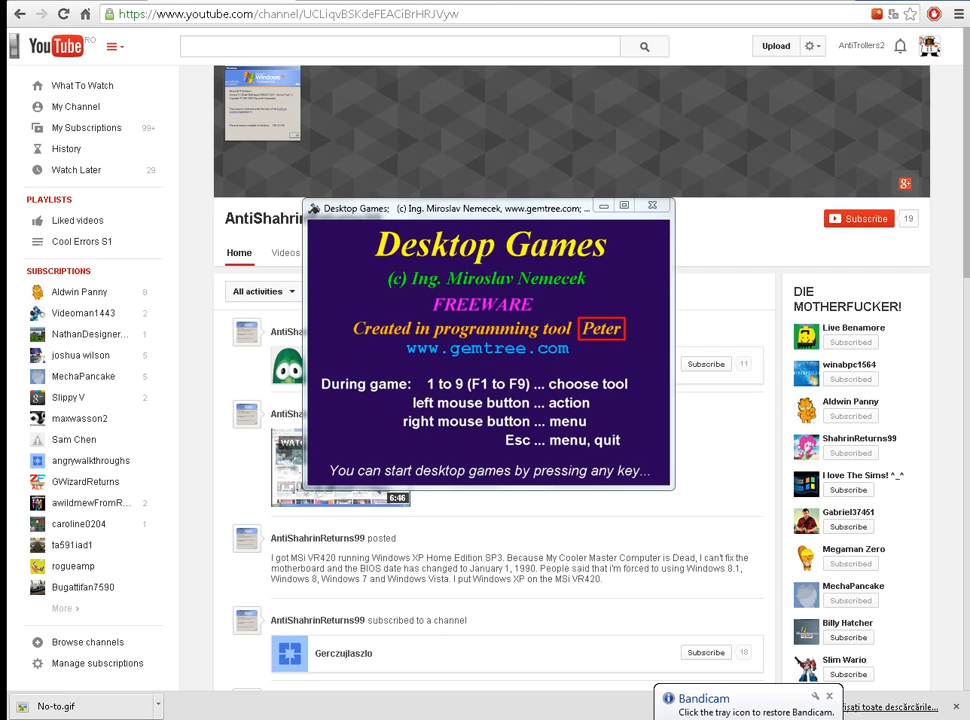 https://www.youtube.com/channel/UCLiqvBSKdeFEACiBrHRJVyw
YouTube RO
Upload
AntiTrollers2
What To Watch
My Channel
My Subscriptions 99+
History
Watch Later 29
PLAYLISTS
Liked videos
Cool Errors S1
SUBSCRIPTIONS
Aldwin Panny 8
Videoman1443 2
NathanDesigner... 4
joshua wilson 5
MechaPancake 5
Slippy V 2
maxwasson2
Sam Chen
angrywalkthroughs
GWizardReturns
awildmewFromR... 2
caroline0204 1
ta591iad1
rogueamp
Bugattifan7590
More ›
Browse channels
Manage subscriptions
AntiShahrin
Subscribe 19
Home
Videos
All activities
AntiSha
Subscribe 11
AntiSha
6:46
Desktop Games; (c) Ing. Miroslav Nemecek, www.gemtree.com; ...
Desktop Games
(c) Ing. Miroslav Nemecek
FREEWARE
Created in programming tool Peter
www.gemtree.com
During game: 1 to 9 (F1 to F9) ... choose tool
left mouse button ... action
right mouse button ... menu
Esc ... menu, quit
You can start desktop games by pressing any key...
AntiShahrinReturns99 posted
I got MSi VR420 running Windows XP Home Edition SP3. Because My Cooler Master Computer is Dead, I can't fix the
motherboard and the BIOS date has changed to January 1, 1990. People said that i'm forced to using Windows 8.1,
Windows 8, Windows 7 and Windows Vista. I put Windows XP on the MSi VR420.
AntiShahrinReturns99 subscribed to a channel
Gerczujlaszlo
Subscribe 18
DIE
MOTHERFUCKER!
Live Benamore
Subscribed
winabpc1564
Subscribed
Aldwin Panny
Subscribed
ShahrinReturns99
Subscribed
I love The Sims! ^_^
Subscribe
Gabriel37451
Subscribe
Megaman Zero
Subscribed
MechaPancake
Subscribed
Billy Hatcher
Subscribe
Slim Wario
Subscribe
No-to.gif
Bandicam
Click the tray icon to restore Bandicam.
ișați toate descărcările...